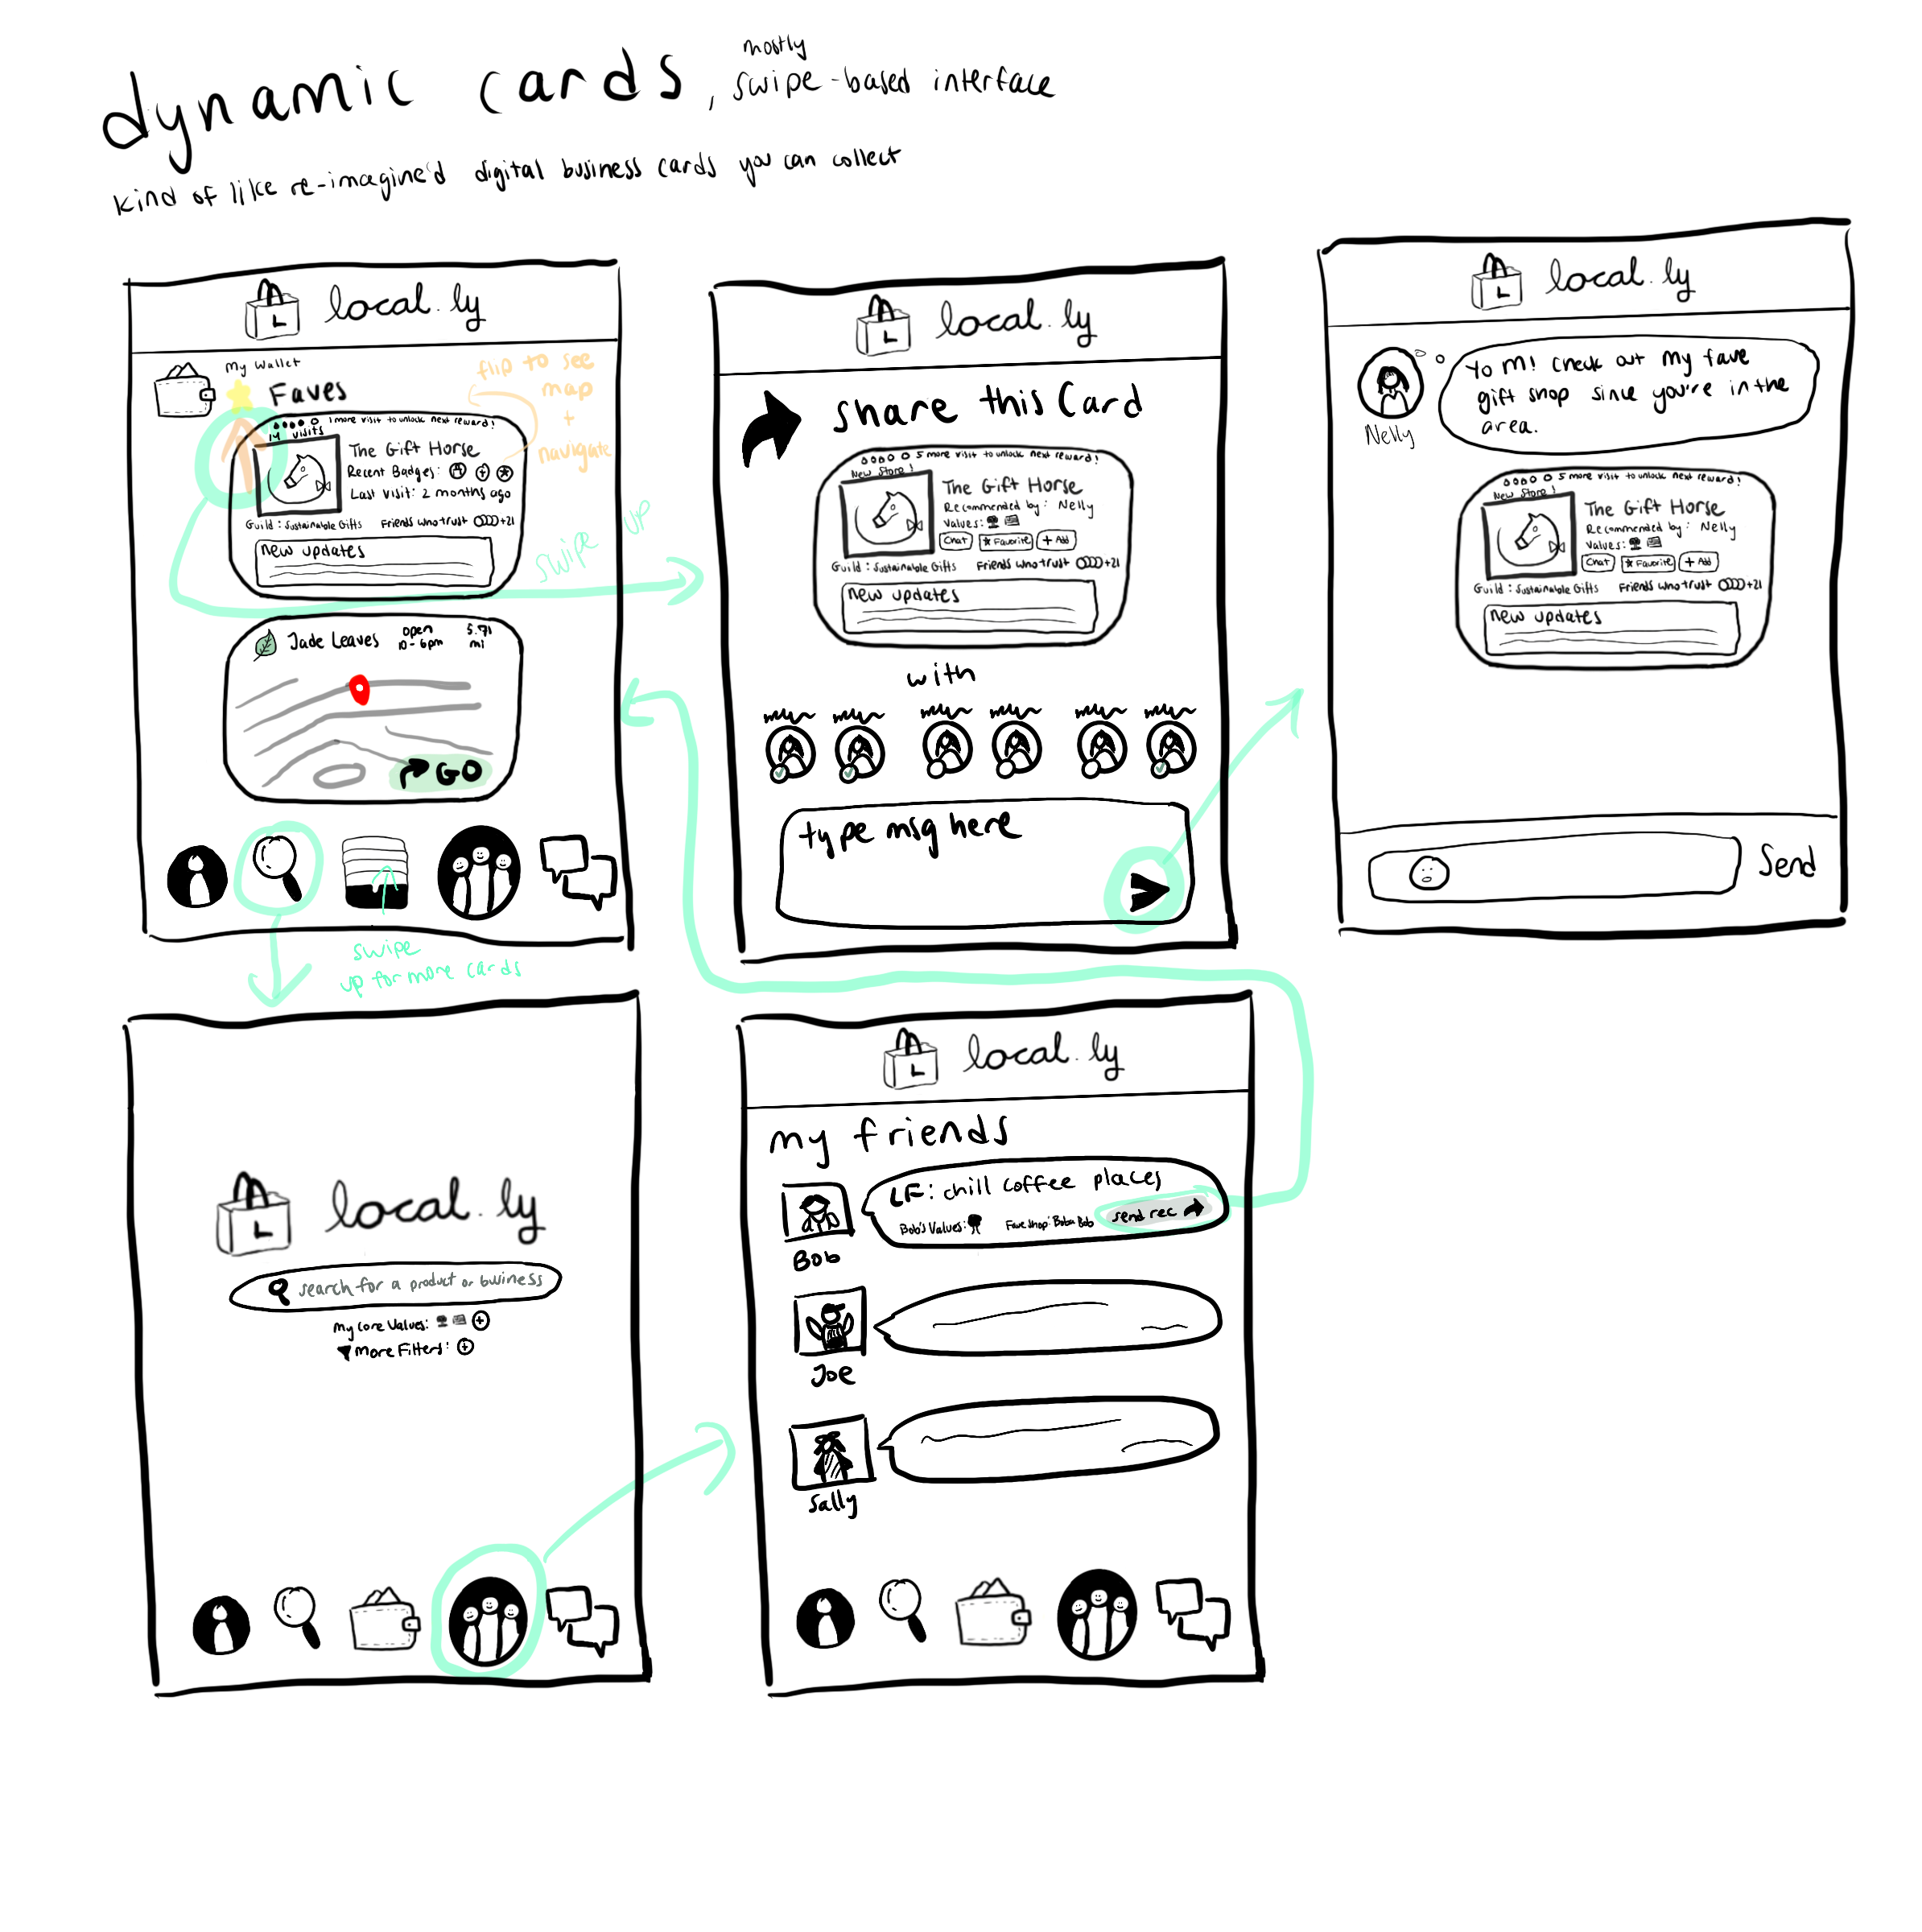 dynamic cards, mostly swipe-based interface
kind of like re-imagine'd digital business cards you can collect
local.ly
My Wallet
Faves
flip to see
map
+
navigate
1 more visit to unlock next reward!
14 visits
The Gift Horse
Recent Badges:
Last visit: 2 months ago
Guild: Sustainable Gifts Friends who trust +21
new updates
swipe up
Jade Leaves open 10-6pm 5.71 mi
GO
swipe
up for more cards
L
local.ly
share this Card
5 more visit to unlock next reward!
New Store!
The Gift Horse
Recommended by: Nelly
Values:
Chat ★ Favorite + Add
Guild: Sustainable Gifts Friends who trust +21
new updates
with
type msg here
L
local.ly
Yo M! Check out my fave
gift shop since you're in the
area.
Nelly
5 more visit to unlock next reward!
New Store!
The Gift Horse
Recommended by: Nelly
Values:
Chat ★ Favorite + Add
Guild: Sustainable Gifts Friends who trust +21
new updates
Send
L
local.ly
search for a product or business
My Core Values: +
More Filters: +
L
local.ly
my friends
LF: chill coffee places
Bob's Values: Fave Shop: Boba Bob send rec
Bob
Joe
Sally